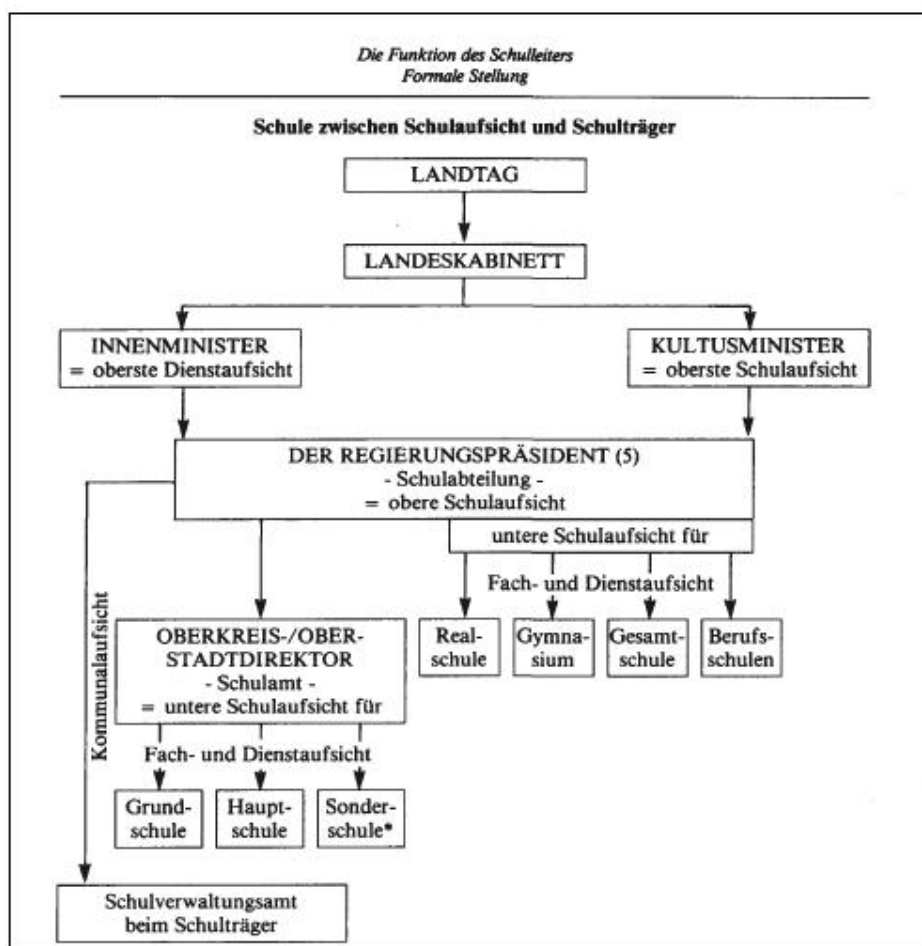 Die Funktion des Schulleiters
Formale Stellung
Schule zwischen Schulaufsicht und Schulträger
LANDTAG
LANDESKABINETT
INNENMINISTER
= oberste Dienstaufsicht
KULTUSMINISTER
= oberste Schulaufsicht
DER REGIERUNGSPRÄSIDENT (5)
- Schulabteilung -
= obere Schulaufsicht
untere Schulaufsicht für
Fach- und Dienstaufsicht
Real-
schule
Gymna-
sium
Gesamt-
schule
Berufs-
schulen
Kommunalaufsicht
OBERKREIS-/OBER-
STADTDIREKTOR
- Schulamt -
= untere Schulaufsicht für
Fach- und Dienstaufsicht
Grund-
schule
Haupt-
schule
Sonder-
schule*
Schulverwaltungsamt
beim Schulträger